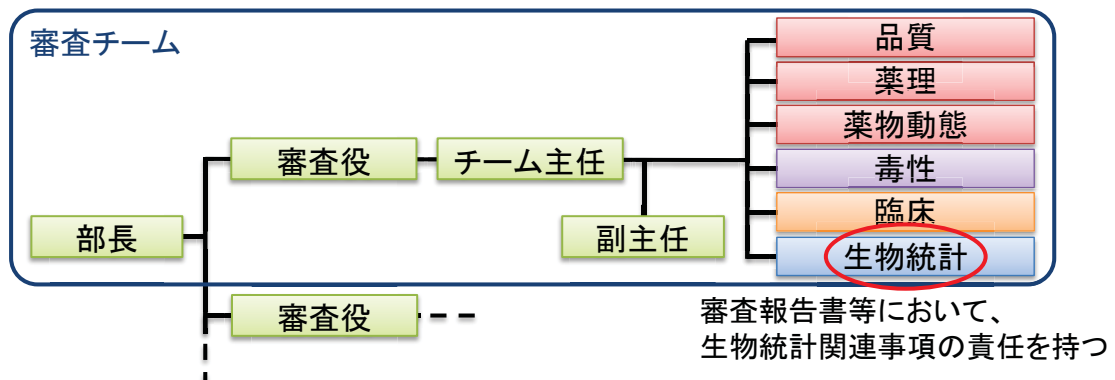 審査チーム
品質
薬理
薬物動態
審査役
チーム主任
毒性
臨床
部長
副主任
生物統計
審査役
審査報告書等において、
生物統計関連事項の責任を持つ